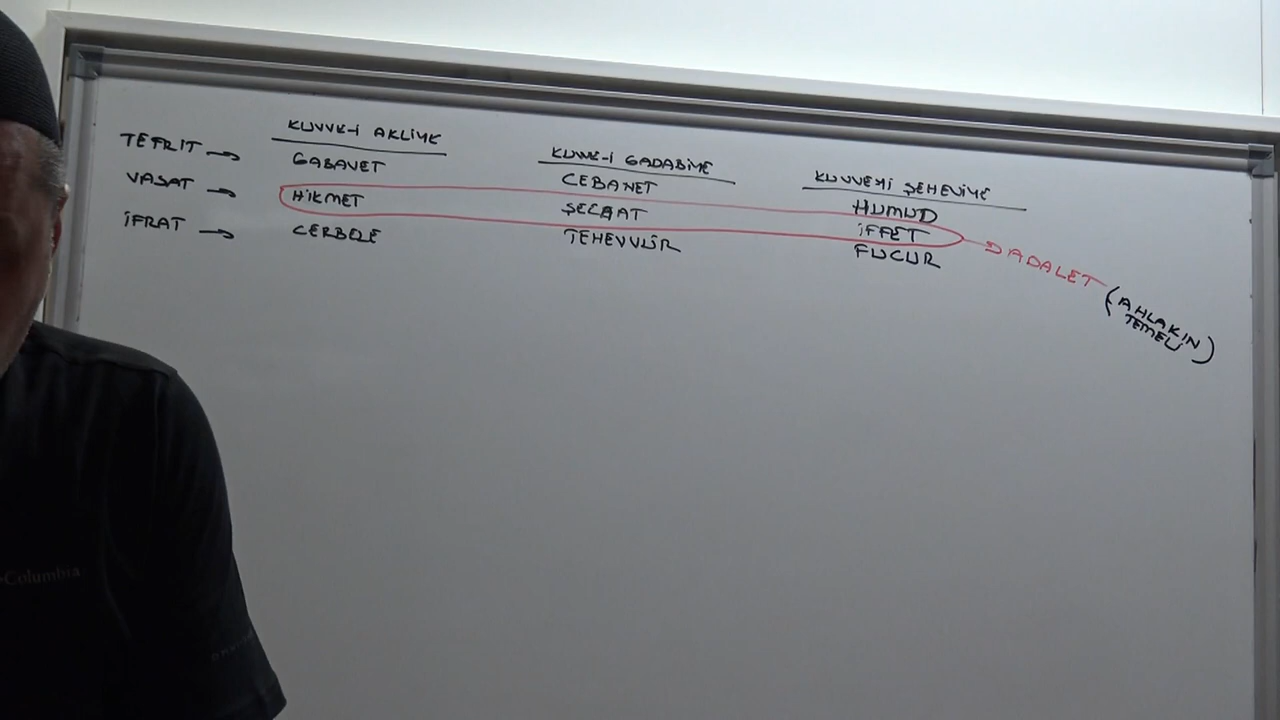 KUVVE-İ AKLİYE
KUVVE-İ GADABİYE
KUVVE-İ ŞEHEVİYE
TEFRİT → GABAVET CEBANET HUMUD
VASAT → HİKMET ŞECAAT İFFET → ADALET
İFRAT → CERBEZE TEHEVVÜR FUCUR
(AHLAKIN
TEMELİ)
Columbia